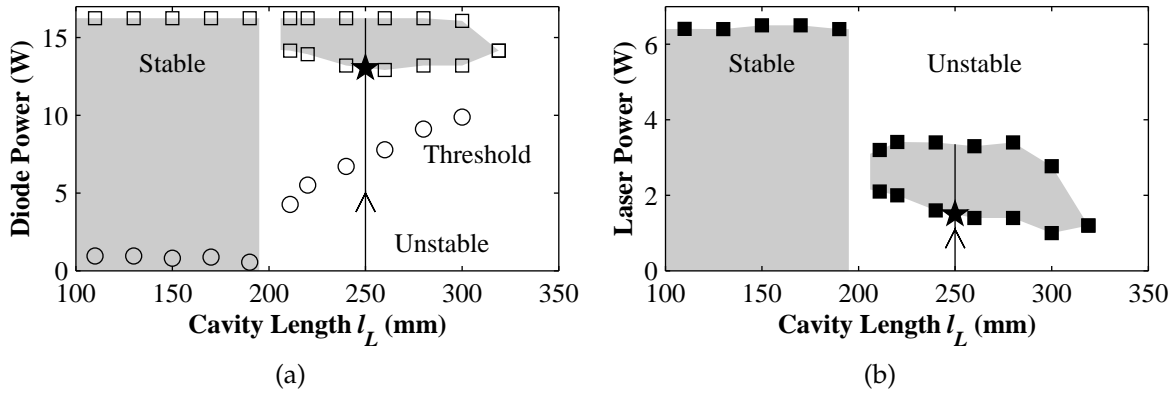 15
10
5
0
Diode Power (W)
Stable
Threshold
Unstable
100 150 200 250 300 350
Cavity Length l_L (mm)
(a)
6
4
2
0
Laser Power (W)
Stable
Unstable
100 150 200 250 300 350
Cavity Length l_L (mm)
(b)